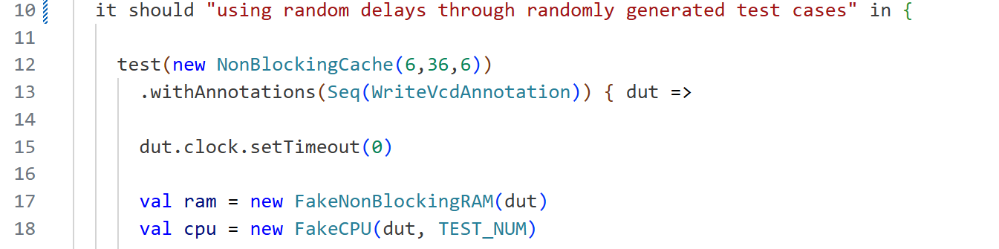 10 it should "using random delays through randomly generated test cases" in {
11
12 test(new NonBlockingCache(6,36,6))
13 .withAnnotations(Seq(WriteVcdAnnotation)) { dut =>
14
15 dut.clock.setTimeout(0)
16
17 val ram = new FakeNonBlockingRAM(dut)
18 val cpu = new FakeCPU(dut, TEST_NUM)